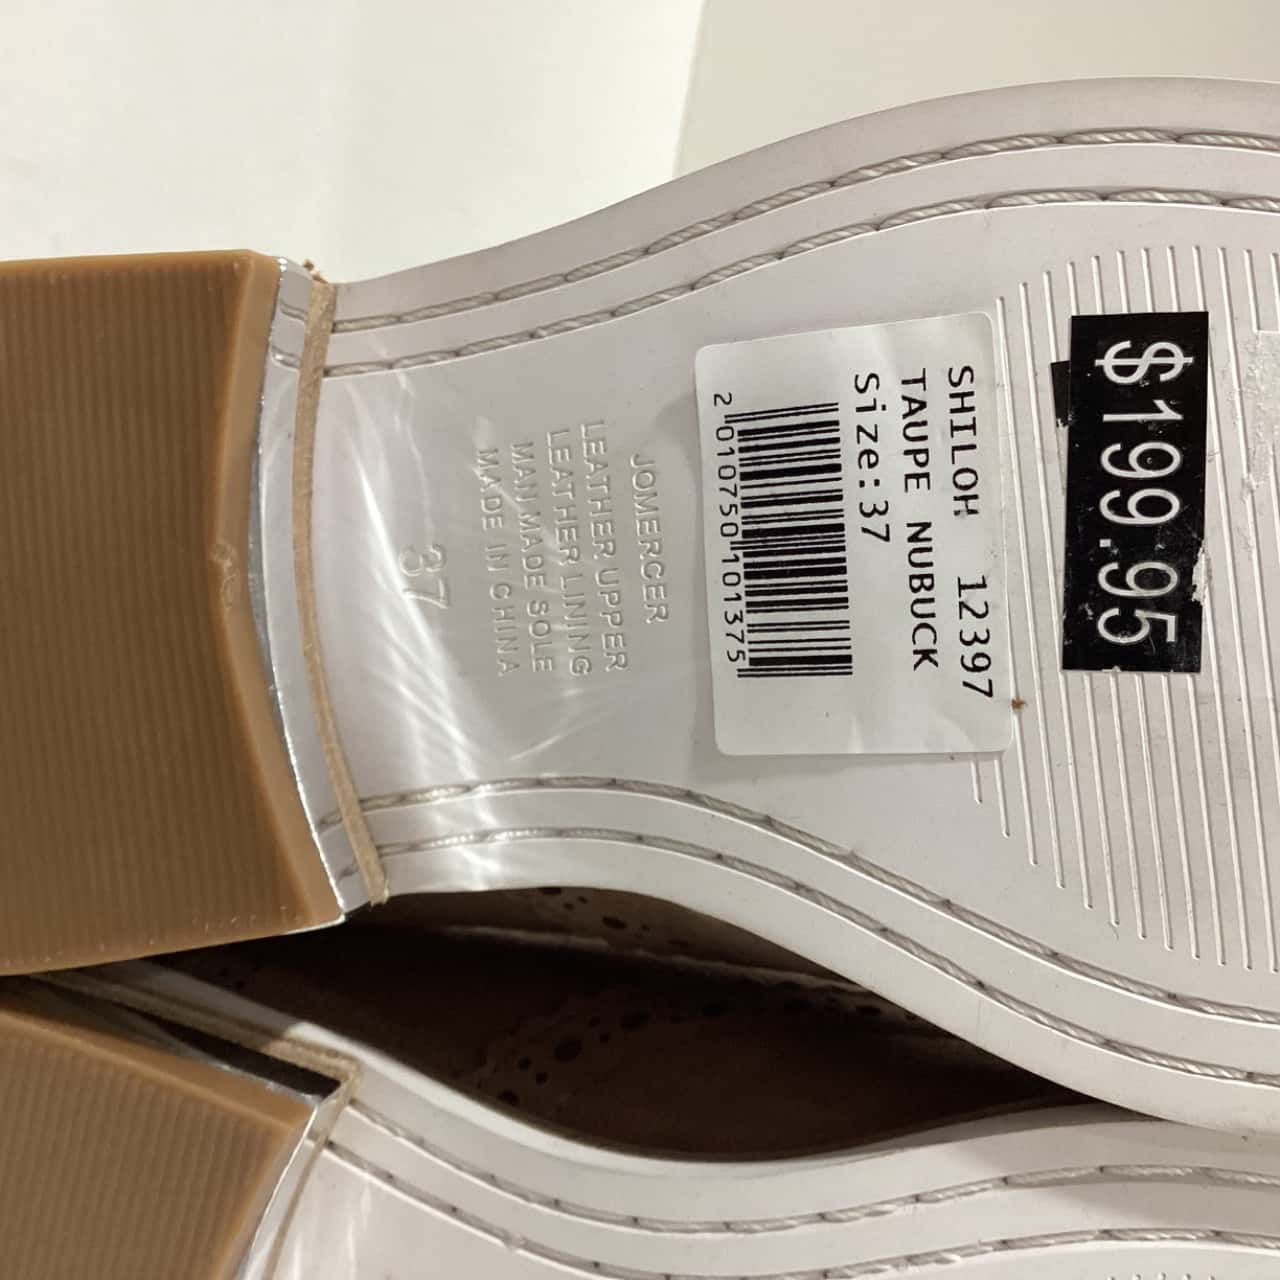 $199.95
SHILOH 12397
TAUPE NUBUCK
Size:37
2 010750 101375
JOMERCER
LEATHER UPPER
LEATHER LINING
MAN MADE SOLE
MADE IN CHINA
37